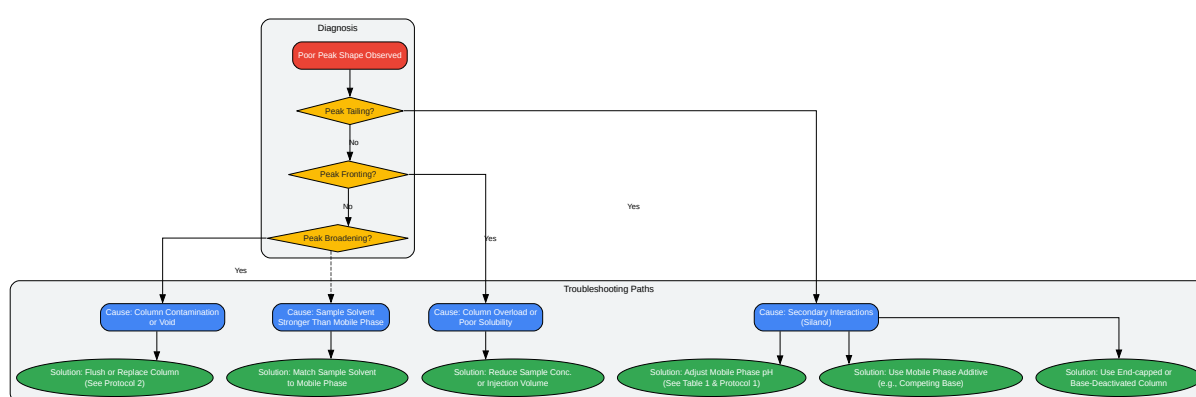 Diagnosis
Poor Peak Shape Observed
Peak Tailing?
No
Peak Fronting?
No
Yes
Peak Broadening?
Yes
Yes
Troubleshooting Paths
Cause: Column Contamination
or Void
Cause: Sample Solvent
Stronger Than Mobile Phase
Cause: Column Overload or
Poor Solubility
Cause: Secondary Interactions
(Silanol)
Solution: Flush or Replace Column
(See Protocol 2)
Solution: Match Sample Solvent
to Mobile Phase
Solution: Reduce Sample Conc.
or Injection Volume
Solution: Adjust Mobile Phase pH
(See Table 1 & Protocol 1)
Solution: Use Mobile Phase Additive
(e.g., Competing Base)
Solution: Use End-capped or
Base-Deactivated Column